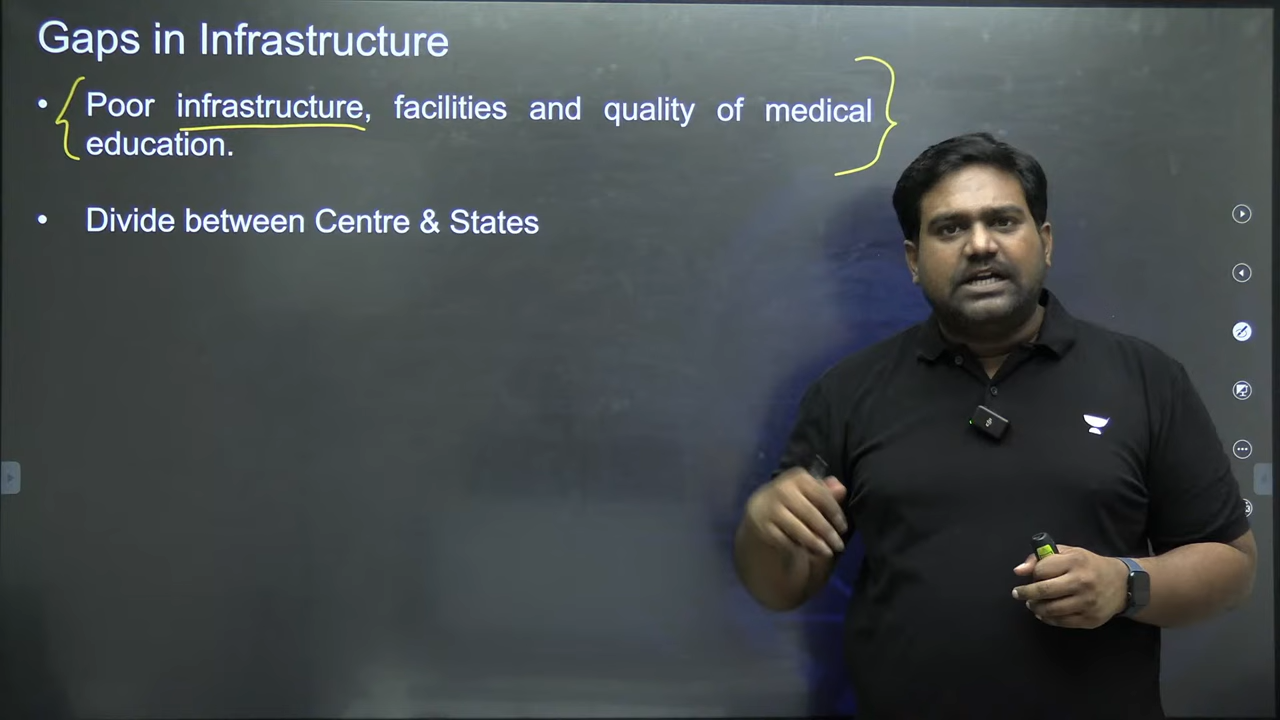 Gaps in Infrastructure
• Poor infrastructure, facilities and quality of medical
education.
• Divide between Centre & States